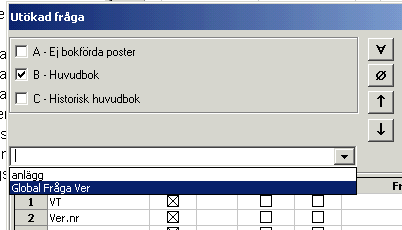 Utökad fråga
A - Ej bokförda poster
B - Huvudbok
C - Historisk huvudbok
anlägg
Global Fråga Ver
Fr
1 VT
2 Ver.nr